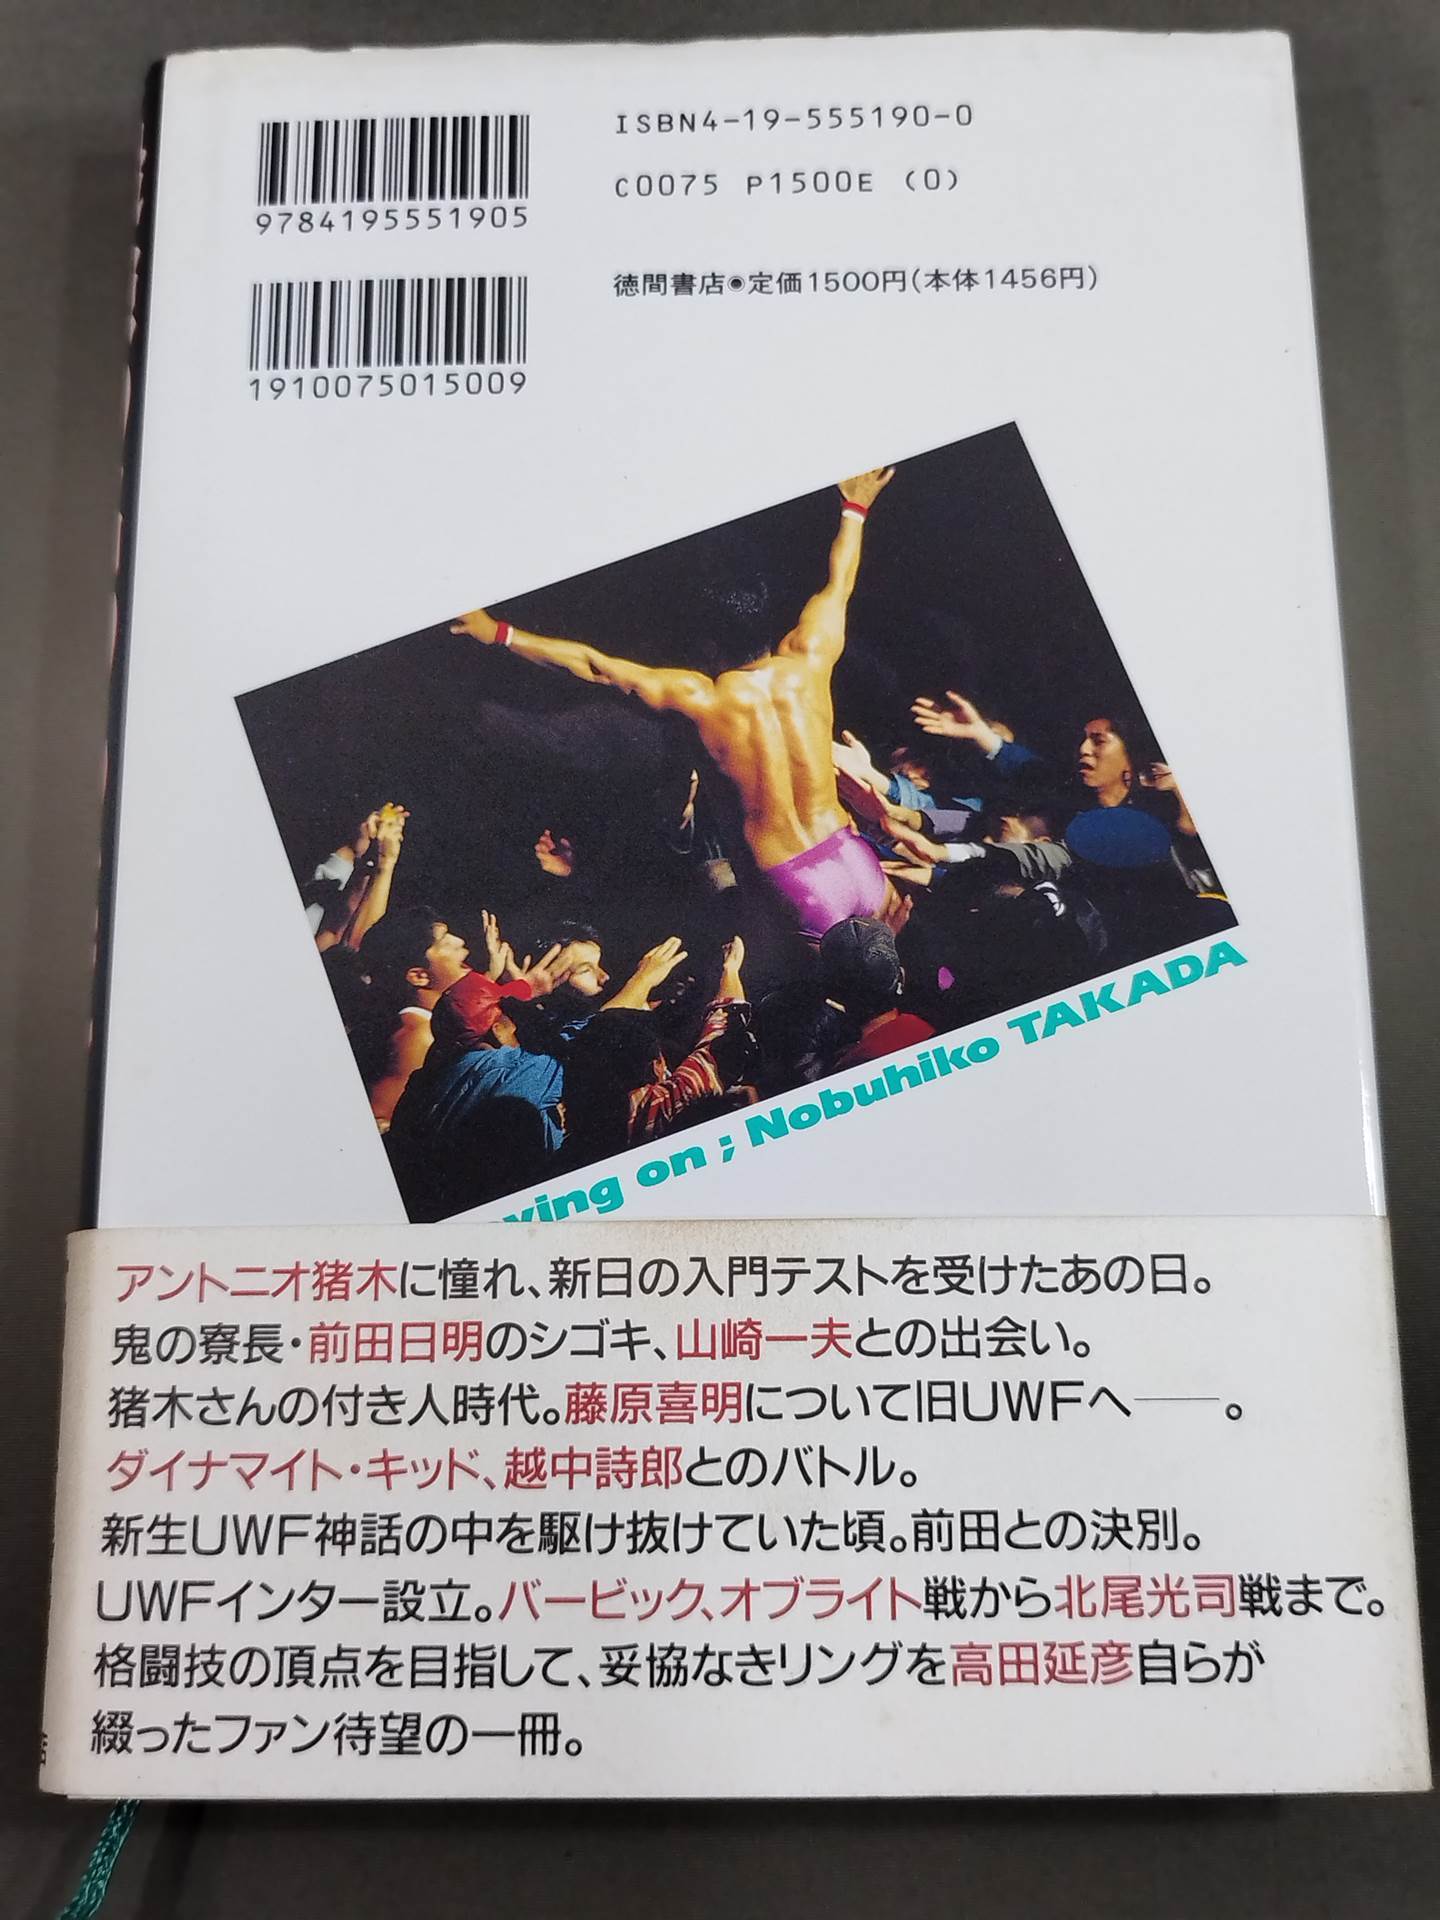 ISBN4-19-555190-0
9784195551905
C0075 P1500E (0)
徳間書店◉定価1500円(本体1456円)
1910075015009
on ; Nobuhiko TAKADA
アントニオ猪木に憧れ、新日の入門テストを受けたあの日。
鬼の寮長・前田日明のシゴキ、山崎一夫との出会い。
猪木さんの付き人時代。藤原喜明について旧UWFへ――。
ダイナマイト・キッド、越中詩郎とのバトル。
新生UWF神話の中を駆け抜けていた頃。前田との決別。
UWFインター設立。バービック、オブライト戦から北尾光司戦まで。
格闘技の頂点を目指して、妥協なきリングを高田延彦自らが
綴ったファン待望の一冊。